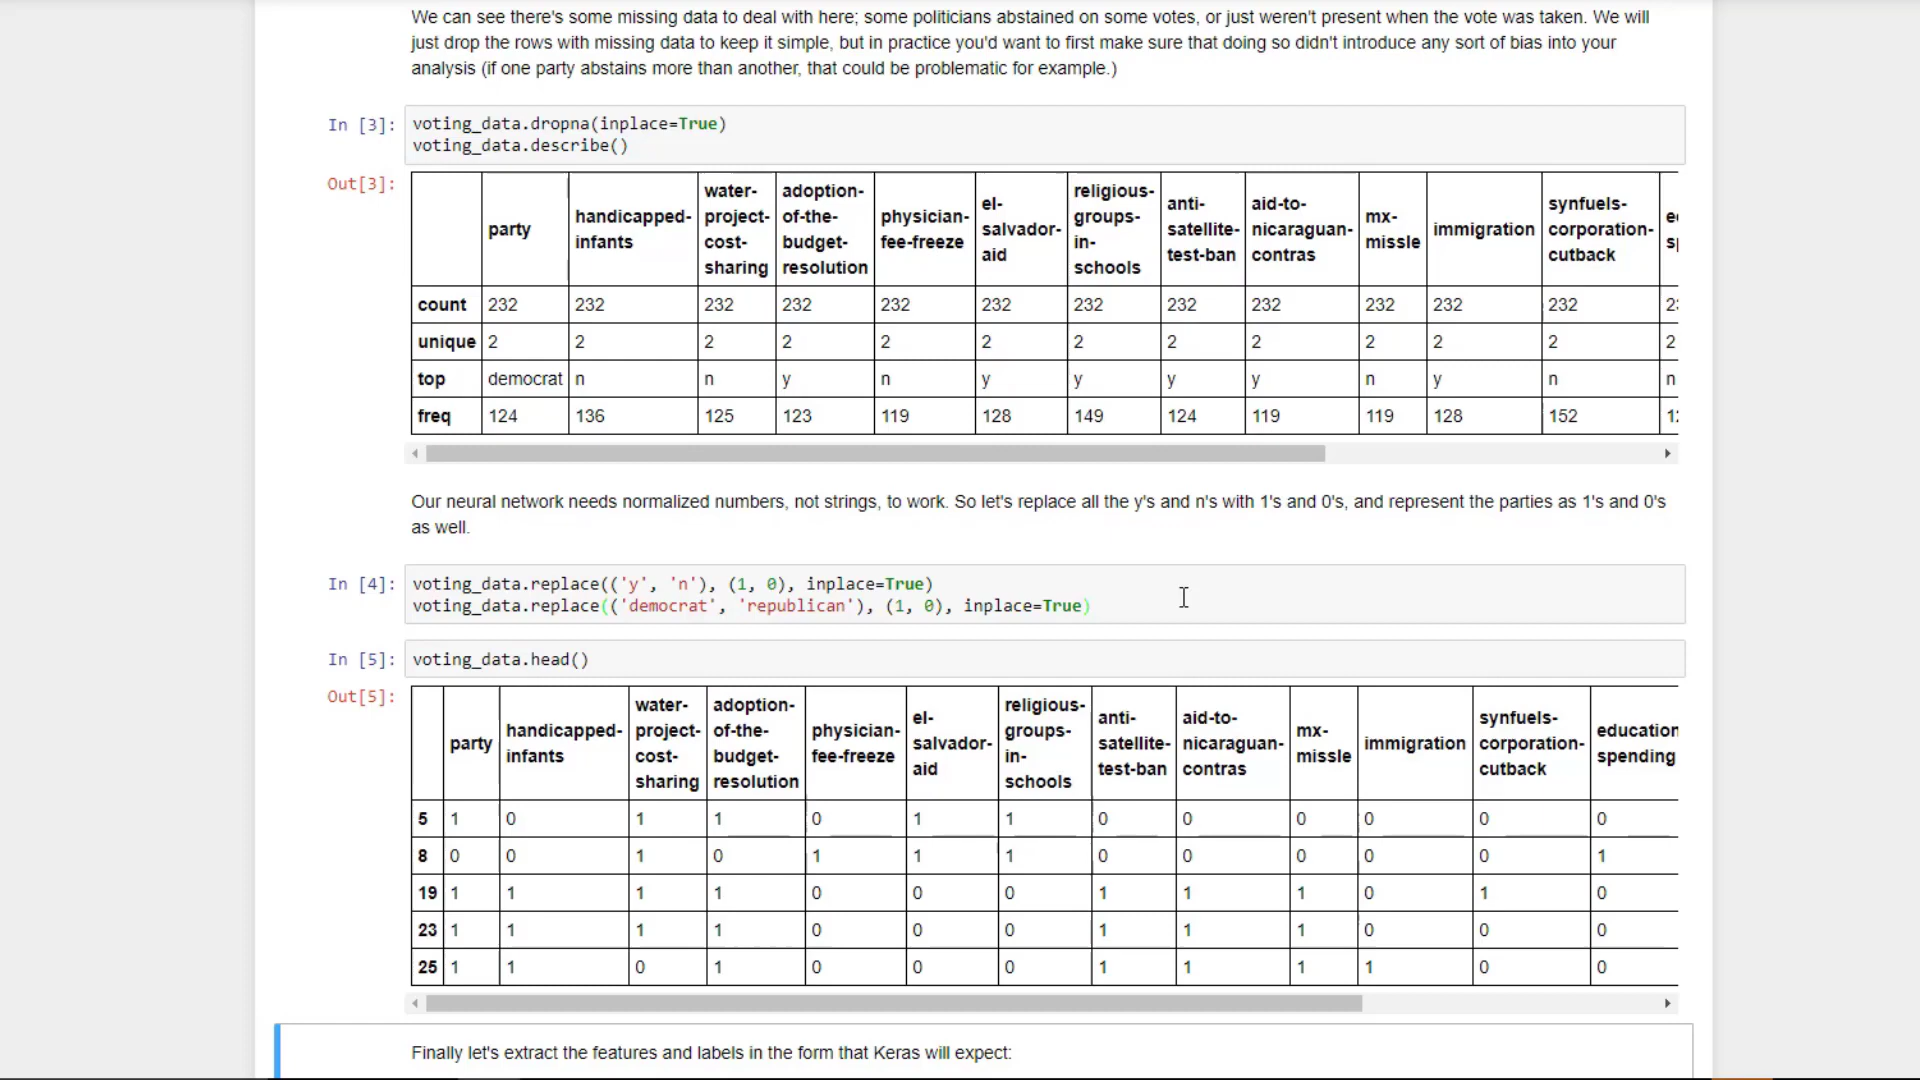 We can see there's some missing data to deal with here; some politicians abstained on some votes, or just weren't present when the vote was taken. We will
just drop the rows with missing data to keep it simple, but in practice you'd want to first make sure that doing so didn't introduce any sort of bias into your
analysis (if one party abstains more than another, that could be problematic for example.)
In [3]: voting_data.dropna(inplace=True)
voting_data.describe()
Out[3]:
party handicapped-infants water-project-cost-sharing adoption-of-the-budget-resolution physician-fee-freeze el-salvador-aid religious-groups-in-schools anti-satellite-test-ban aid-to-nicaraguan-contras mx-missle immigration synfuels-corporation-cutback
count 232 232 232 232 232 232 232 232 232 232 232 232
unique 2 2 2 2 2 2 2 2 2 2 2 2 2
top democrat n n y n y y y y n y n n
freq 124 136 125 123 119 128 149 124 119 119 128 152
Our neural network needs normalized numbers, not strings, to work. So let's replace all the y's and n's with 1's and 0's, and represent the parties as 1's and 0's
as well.
In [4]: voting_data.replace(('y', 'n'), (1, 0), inplace=True)
voting_data.replace(('democrat', 'republican'), (1, 0), inplace=True)
In [5]: voting_data.head()
Out[5]:
party handicapped-infants water-project-cost-sharing adoption-of-the-budget-resolution physician-fee-freeze el-salvador-aid religious-groups-in-schools anti-satellite-test-ban aid-to-nicaraguan-contras mx-missle immigration synfuels-corporation-cutback education spending
5 1 0 1 1 0 1 1 0 0 0 0 0 0
8 0 0 1 0 1 1 1 0 0 0 0 0 1
19 1 1 1 1 0 0 0 1 1 1 0 1 0
23 1 1 1 1 0 0 0 1 1 1 0 0 0
25 1 1 0 1 0 0 0 1 1 1 1 0 0
Finally let's extract the features and labels in the form that Keras will expect: